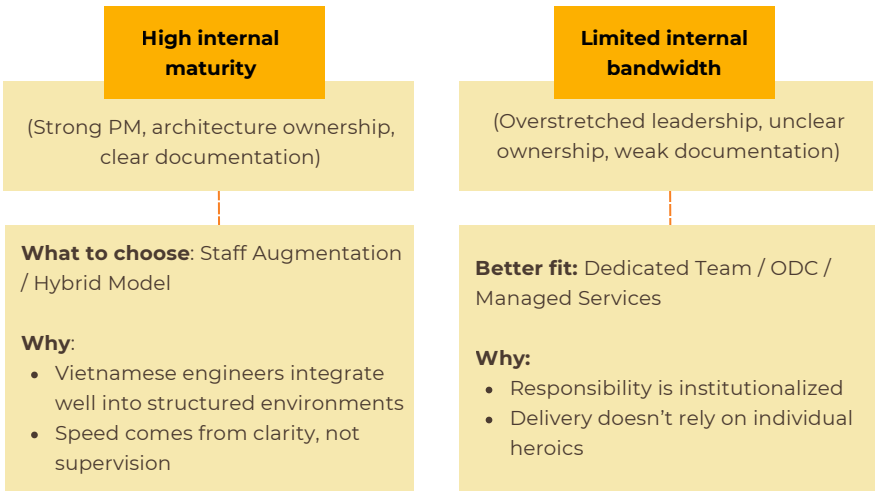 High internal
maturity
(Strong PM, architecture ownership,
clear documentation)
What to choose: Staff Augmentation
/ Hybrid Model
Why:
• Vietnamese engineers integrate
well into structured environments
• Speed comes from clarity, not
supervision
Limited internal
bandwidth
(Overstretched leadership, unclear
ownership, weak documentation)
Better fit: Dedicated Team / ODC /
Managed Services
Why:
• Responsibility is institutionalized
• Delivery doesn’t rely on individual
heroics